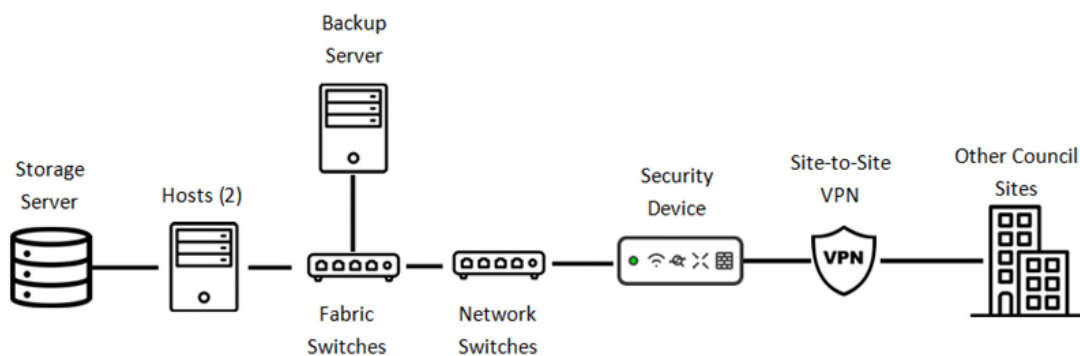 Backup
Server
Storage
Server
Hosts (2)
Security
Device
Site-to-Site
VPN
Other Council
Sites
VPN
Fabric
Switches
Network
Switches